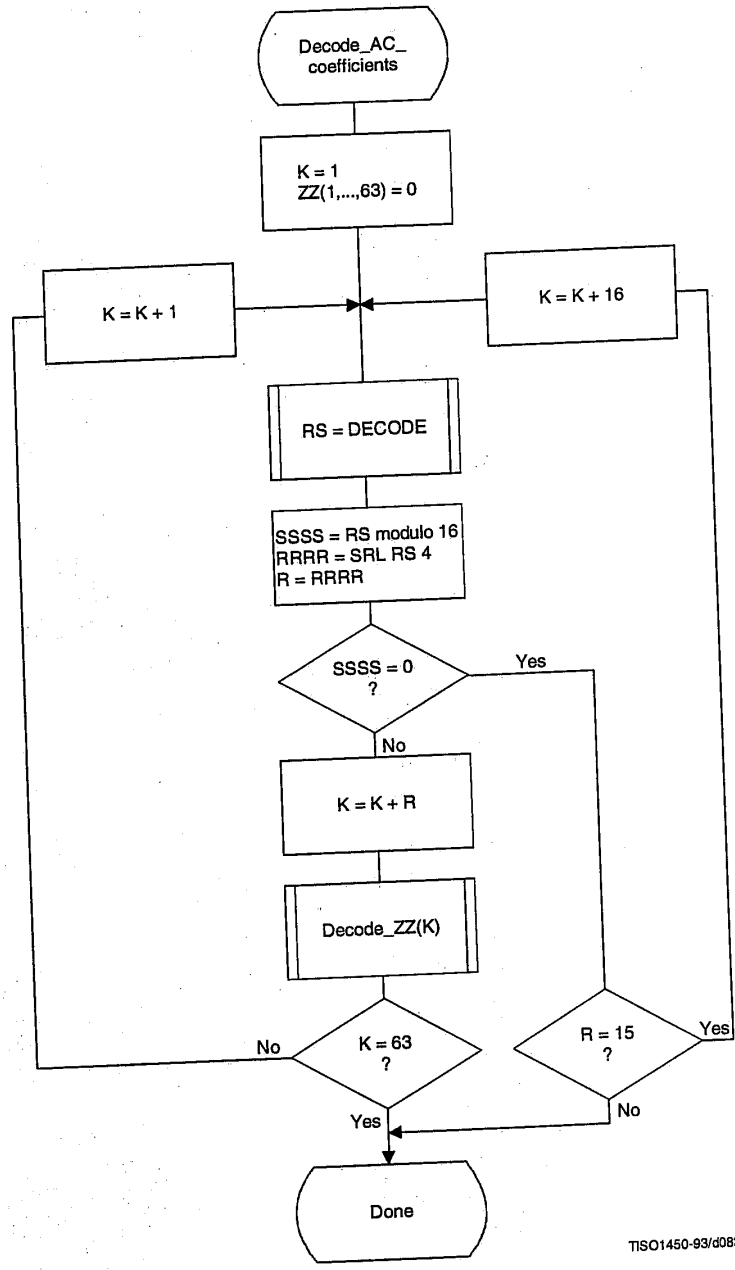 Decode_AC_
coefficients
K = 1
ZZ(1,...,63) = 0
K = K + 1
K = K + 16
RS = DECODE
SSSS = RS modulo 16
RRRR = SRL RS 4
R = RRRR
SSSS = 0
?
Yes
No
K = K + R
Decode_ZZ(K)
No
K = 63
?
R = 15
?
Yes
Yes
No
Done